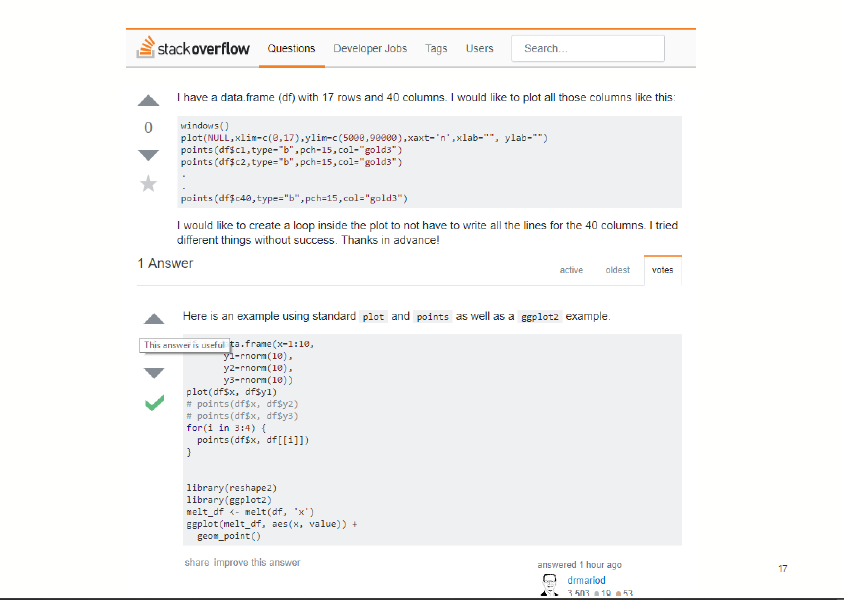 stackoverflow Questions Developer Jobs Tags Users Search...
I have a data.frame (df) with 17 rows and 40 columns. I would like to plot all those columns like this:
0
windows()
plot(NULL,xlim=c(0,17),ylim=c(5000,90000),xaxt='n',xlab="", ylab="")
points(df$c1,type="b",pch=15,col="gold3")
points(df$c2,type="b",pch=15,col="gold3")
.
.
points(df$c40,type="b",pch=15,col="gold3")
I would like to create a loop inside the plot to not have to write all the lines for the 40 columns. I tried
different things without success. Thanks in advance!
1 Answer
active oldest votes
Here is an example using standard plot and points as well as a ggplot2 example.
This answer is useful
ta.frame(x=1:10,
y1=rnorm(10),
y2=rnorm(10),
y3=rnorm(10))
plot(df$x, df$y1)
# points(df$x, df$y2)
# points(df$x, df$y3)
for(i in 3:4) {
points(df$x, df[[i]])
}
library(reshape2)
library(ggplot2)
melt_df <- melt(df, 'x')
ggplot(melt_df, aes(x, value)) +
geom_point()
share improve this answer
answered 1 hour ago
drmariod
3,503 19 53
17